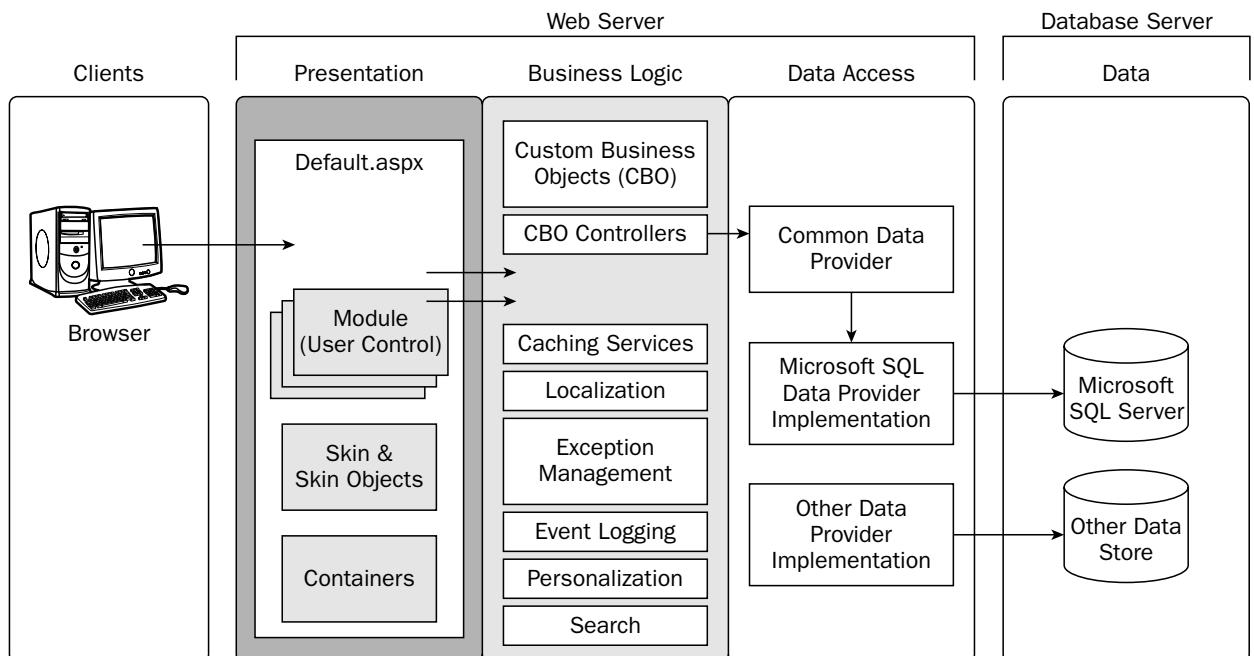 Web Server
Database Server
Clients
Presentation
Business Logic
Data Access
Data
Browser
Default.aspx
Module
(User Control)
Skin &
Skin Objects
Containers
Custom Business
Objects (CBO)
CBO Controllers
Caching Services
Localization
Exception
Management
Event Logging
Personalization
Search
Common Data
Provider
Microsoft SQL
Data Provider
Implementation
Other Data
Provider
Implementation
Microsoft
SQL Server
Other Data
Store